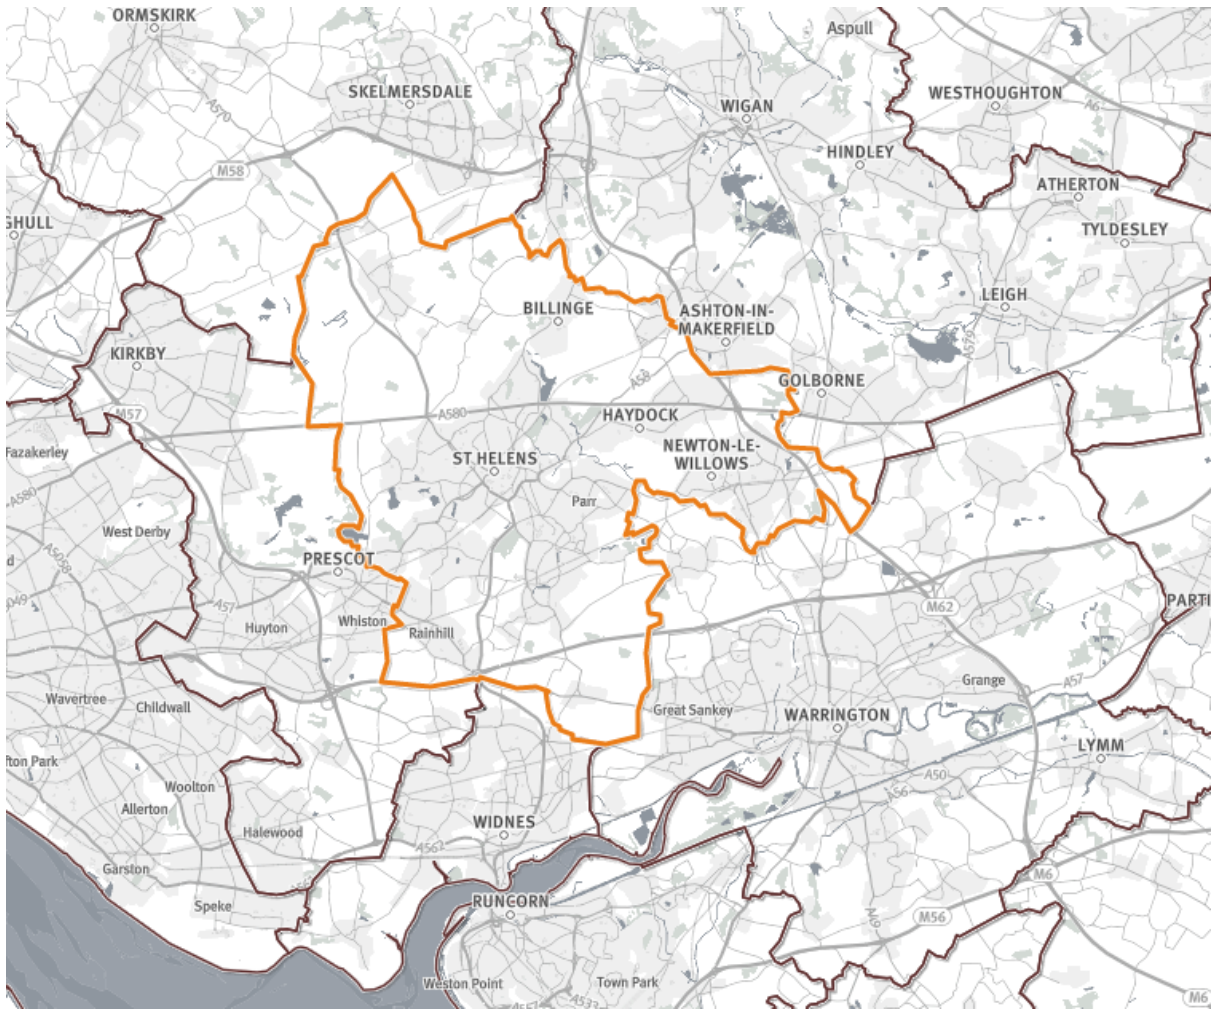 ORMSKIRK
Aspull
SKELMERSDALE
WESTHOUGHTON
A6
A570
WIGAN
HINDLEY
M58
ATHERTON
GHULL
TYLDESLEY
LEIGH
BILLINGE
ASHTON-IN-
MAKERFIELD
A579
KIRKBY
A58
GOLBORNE
M57
A580
HAYDOCK
Fazakerley
ST HELENS
NEWTON-LE-
WILLOWS
A580
Parr
West Derby
A5058
d
PRESCOT
M62
PARTI
A57
Huyton
Whiston
Rainhill
Wavertree
Childwall
Grange
A57
Great Sankey
WARRINGTON
LYMM
fton Park
Woolton
A50
A56
Allerton
Halewood
WIDNES
A562
Garston
M6
Speke
RUNCORN
M56
A49
Weston Point
Town Park
A533
M6